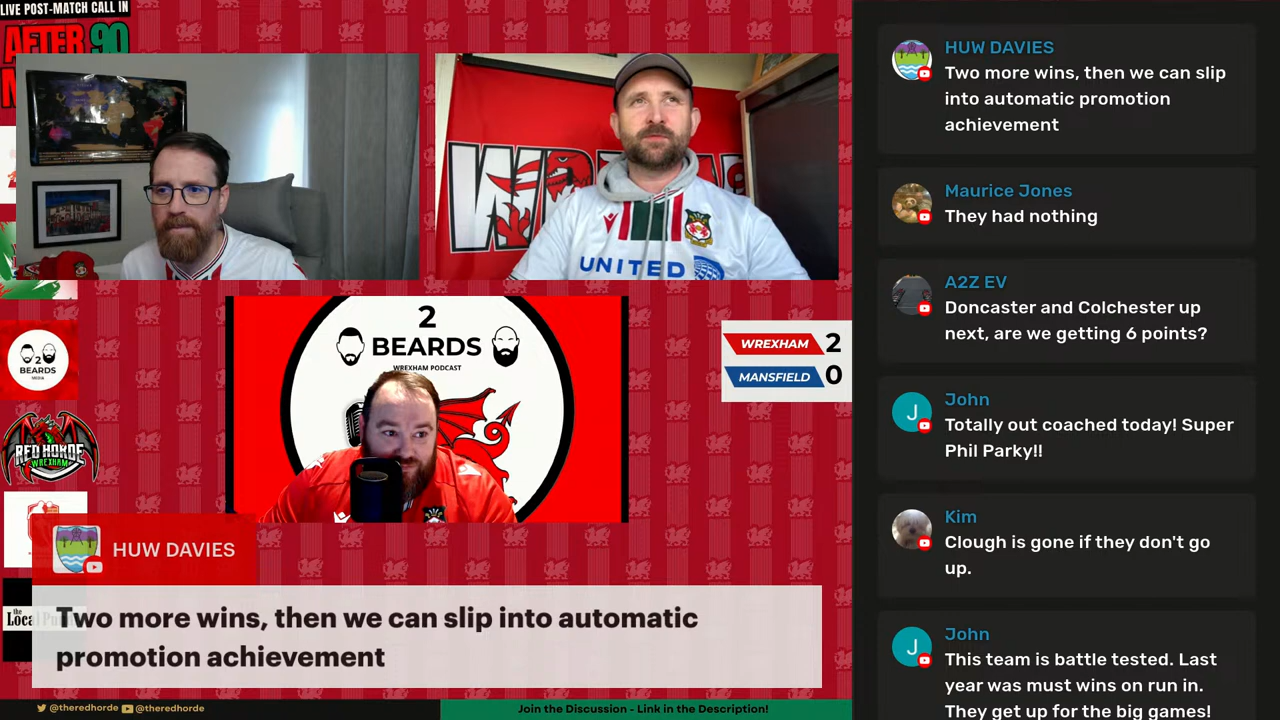 LIVE POST-MATCH CALL IN
AFTER 90
2
BEARDS
WREXHAM PODCAST
UNITED
WREXHAM 2
MANSFIELD 0
2
BEARDS
MEDIA
RED HORDE
WREXHAM
the
HUW DAVIES
Two more wins, then we can slip into automatic
promotion achievement
@theredhorde @theredhorde
Join the Discussion - Link in the Description!
HUW DAVIES
Two more wins, then we can slip
into automatic promotion
achievement
Maurice Jones
They had nothing
A2Z EV
Doncaster and Colchester up
next, are we getting 6 points?
J
John
Totally out coached today! Super
Phil Parky!!
Kim
Clough is gone if they don't go
up.
J
John
This team is battle tested. Last
year was must wins on run in.
They get up for the big games!